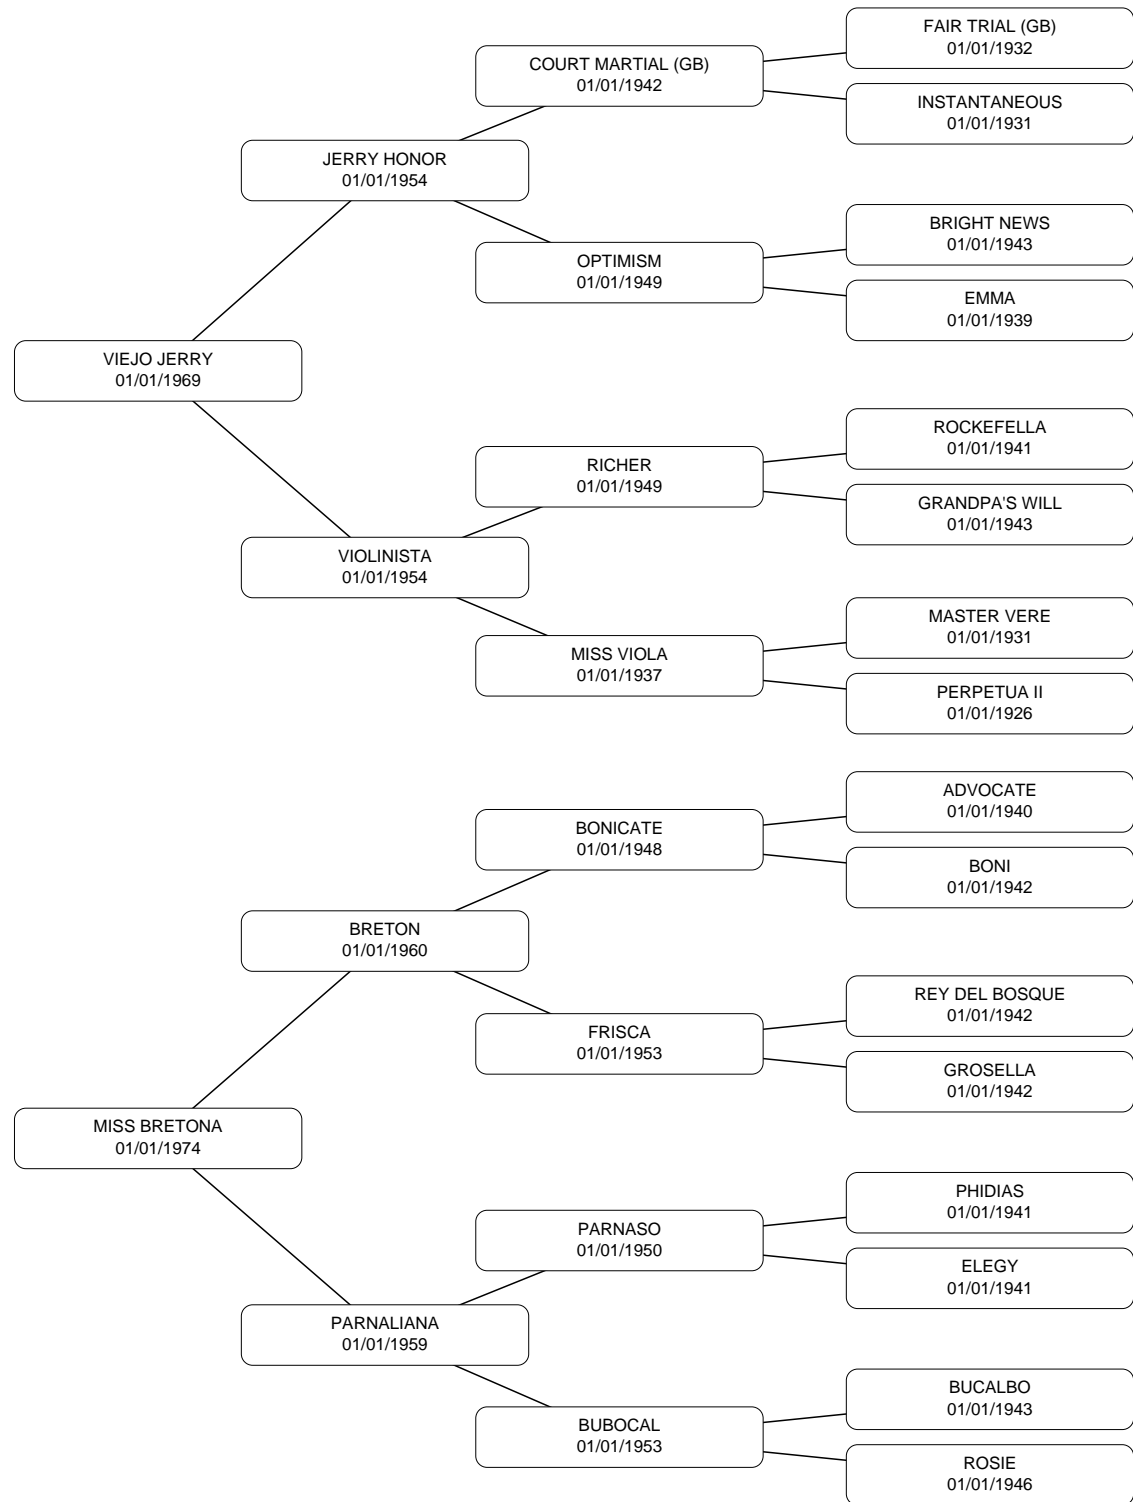 FAIR TRIAL (GB)
01/01/1932
COURT MARTIAL (GB)
01/01/1942
INSTANTANEOUS
01/01/1931
JERRY HONOR
01/01/1954
BRIGHT NEWS
01/01/1943
OPTIMISM
01/01/1949
EMMA
01/01/1939
VIEJO JERRY
01/01/1969
ROCKEFELLA
01/01/1941
RICHER
01/01/1949
GRANDPA'S WILL
01/01/1943
VIOLINISTA
01/01/1954
MASTER VERE
01/01/1931
MISS VIOLA
01/01/1937
PERPETUA II
01/01/1926
ADVOCATE
01/01/1940
BONICATE
01/01/1948
BONI
01/01/1942
BRETON
01/01/1960
REY DEL BOSQUE
01/01/1942
FRISCA
01/01/1953
GROSELLA
01/01/1942
MISS BRETONA
01/01/1974
PHIDIAS
01/01/1941
PARNASO
01/01/1950
ELEGY
01/01/1941
PARNALIANA
01/01/1959
BUCALBO
01/01/1943
BUBOCAL
01/01/1953
ROSIE
01/01/1946